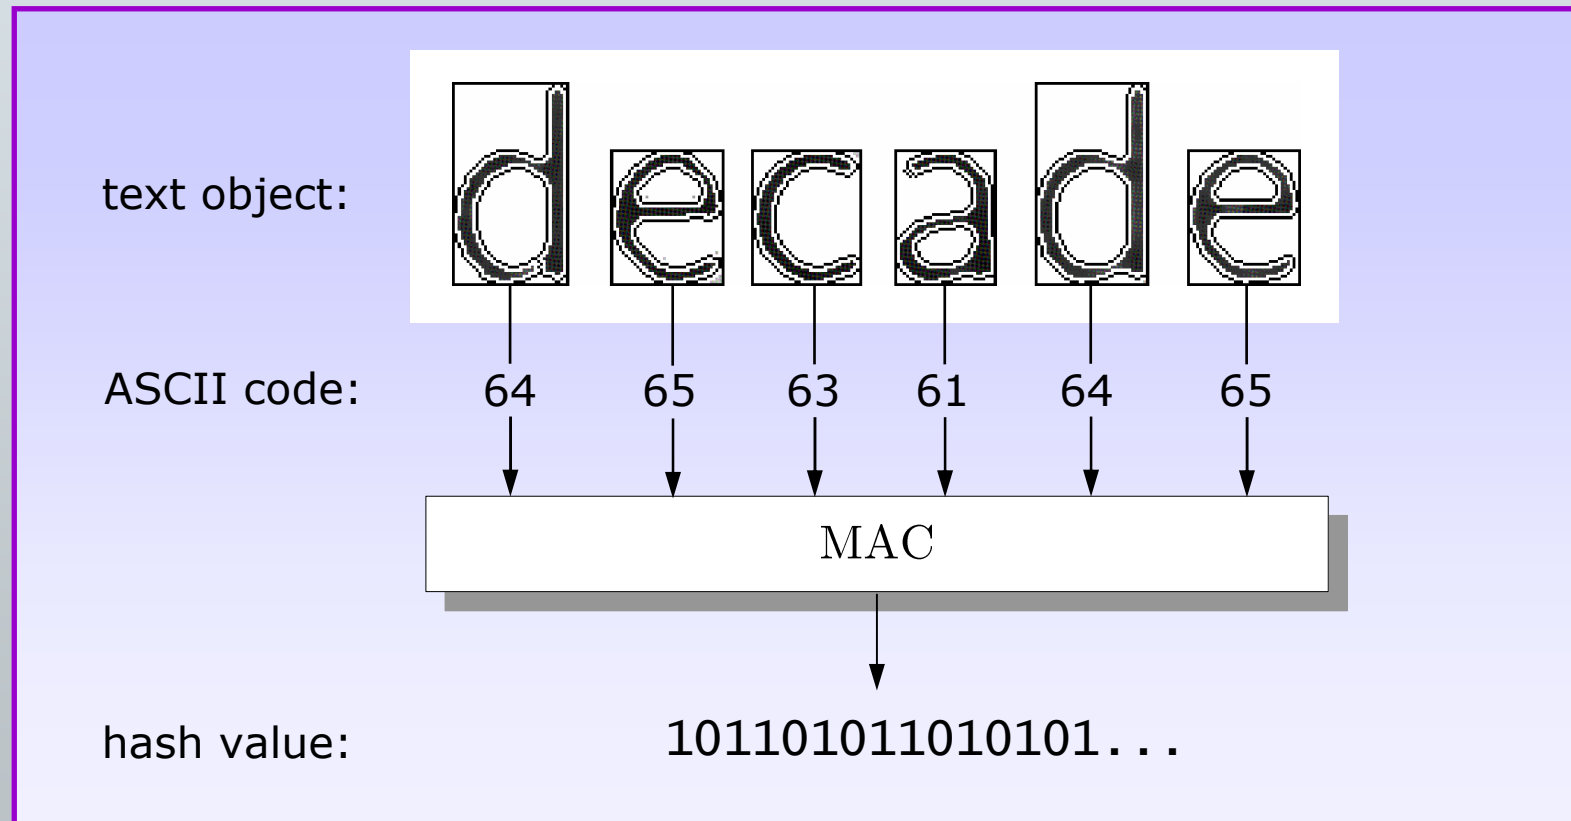 text object: decade
ASCII code: 64 65 63 61 64 65
MAC
hash value: 101101011010101...